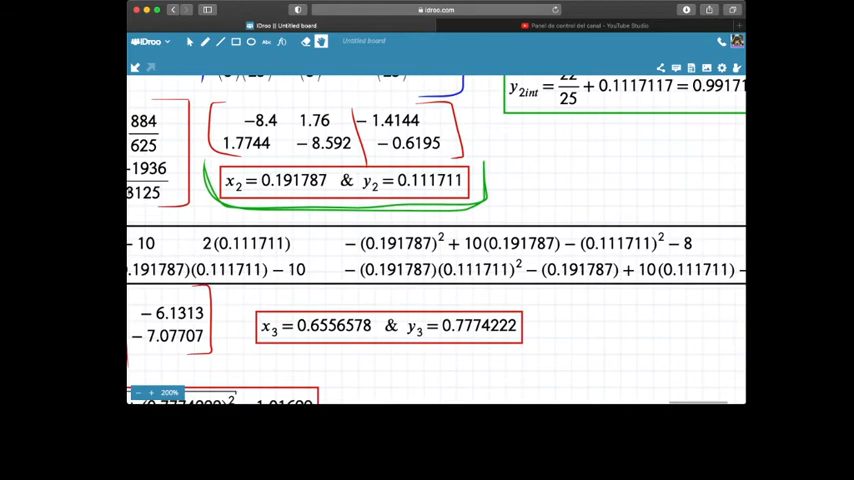 idroo.com
IDroo | Untitled board
Panel de control del canal - YouTube Studio
IDroo Abc f() Untitled board
y2int = 22/25 + 0.1117117 = 0.99171
884/625
−8.4 1.76 − 1.4144
1.7744 − 8.592 − 0.6195
−1936/3125
x2 = 0.191787 & y2 = 0.111711
− 10 2(0.111711) − (0.191787)² + 10(0.191787) − (0.111711)² − 8
0.191787)(0.111711) − 10 − (0.191787)(0.111711)² − (0.191787) + 10(0.111711) −
− 6.1313
− 7.07707
x3 = 0.6556578 & y3 = 0.7774222
− + 200%